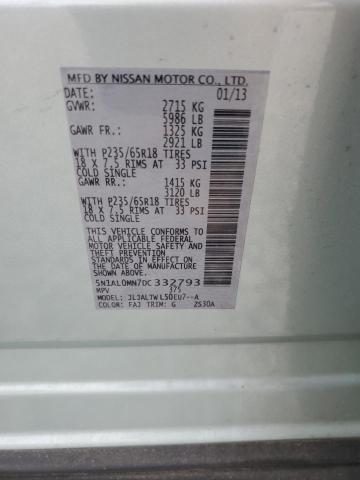 MFD BY NISSAN MOTOR CO., LTD.
DATE: 01/13
GVWR: 2715 KG
5986 LB
GAWR FR.: 1325 KG
2921 LB
WITH P235/65R18 TIRES
18 X 7.5 RIMS AT 33 PSI
COLD SINGLE
GAWR RR.: 1415 KG
3120 LB
WITH P235/65R18 TIRES
18 X 7.5 RIMS AT 33 PSI
COLD SINGLE
THIS VEHICLE CONFORMS TO ALL
APPLICABLE U.S. FEDERAL
MOTOR VEHICLE SAFETY AND
THEFT PREVENTION STANDARDS
IN EFFECT ON THE DATE OF
MANUFACTURE SHOWN ABOVE.
5N1AL0MN7DC332793
MPV 375
MODEL: JLJALTWL50EU7--A
COLOR: FAJ TRIM: G ZS30A